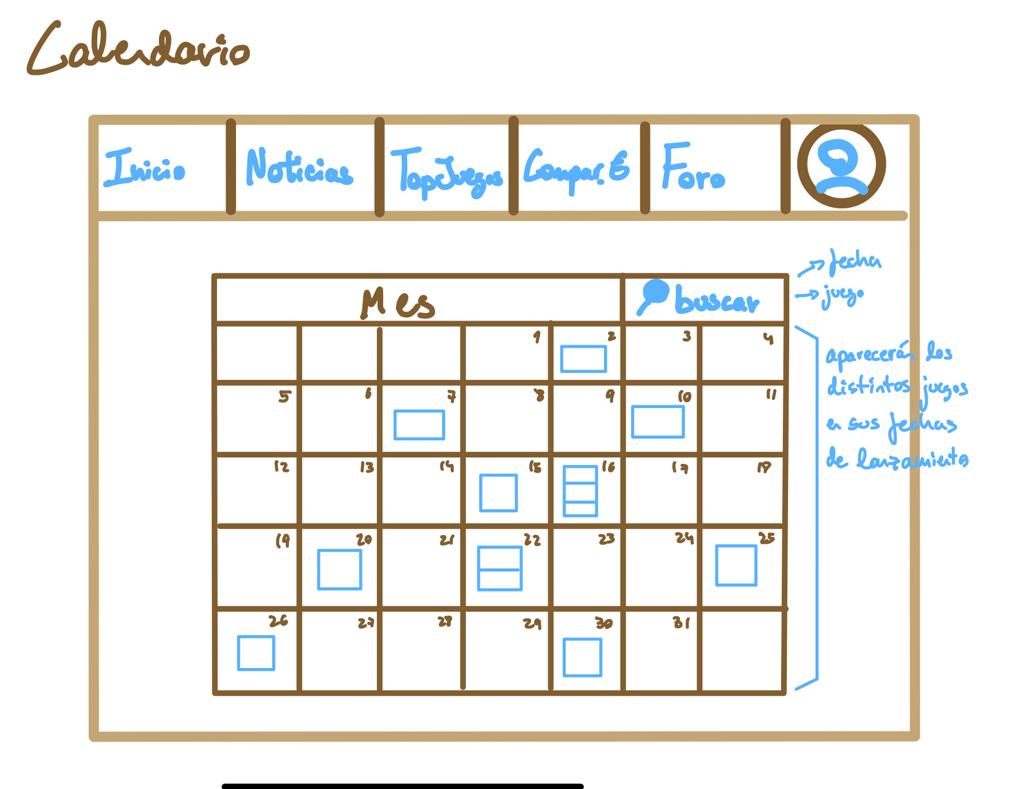 Calendario
Inicio Noticias TopJuegos Compar.G Foro
Mes buscar
fecha
juego
1 2 3 4
5 6 7 8 9 10 11
12 13 14 15 16 17 18
19 20 21 22 23 24 25
26 27 28 29 30 31
aparecerán los
distintos juegos
en sus fechas
de lanzamiento